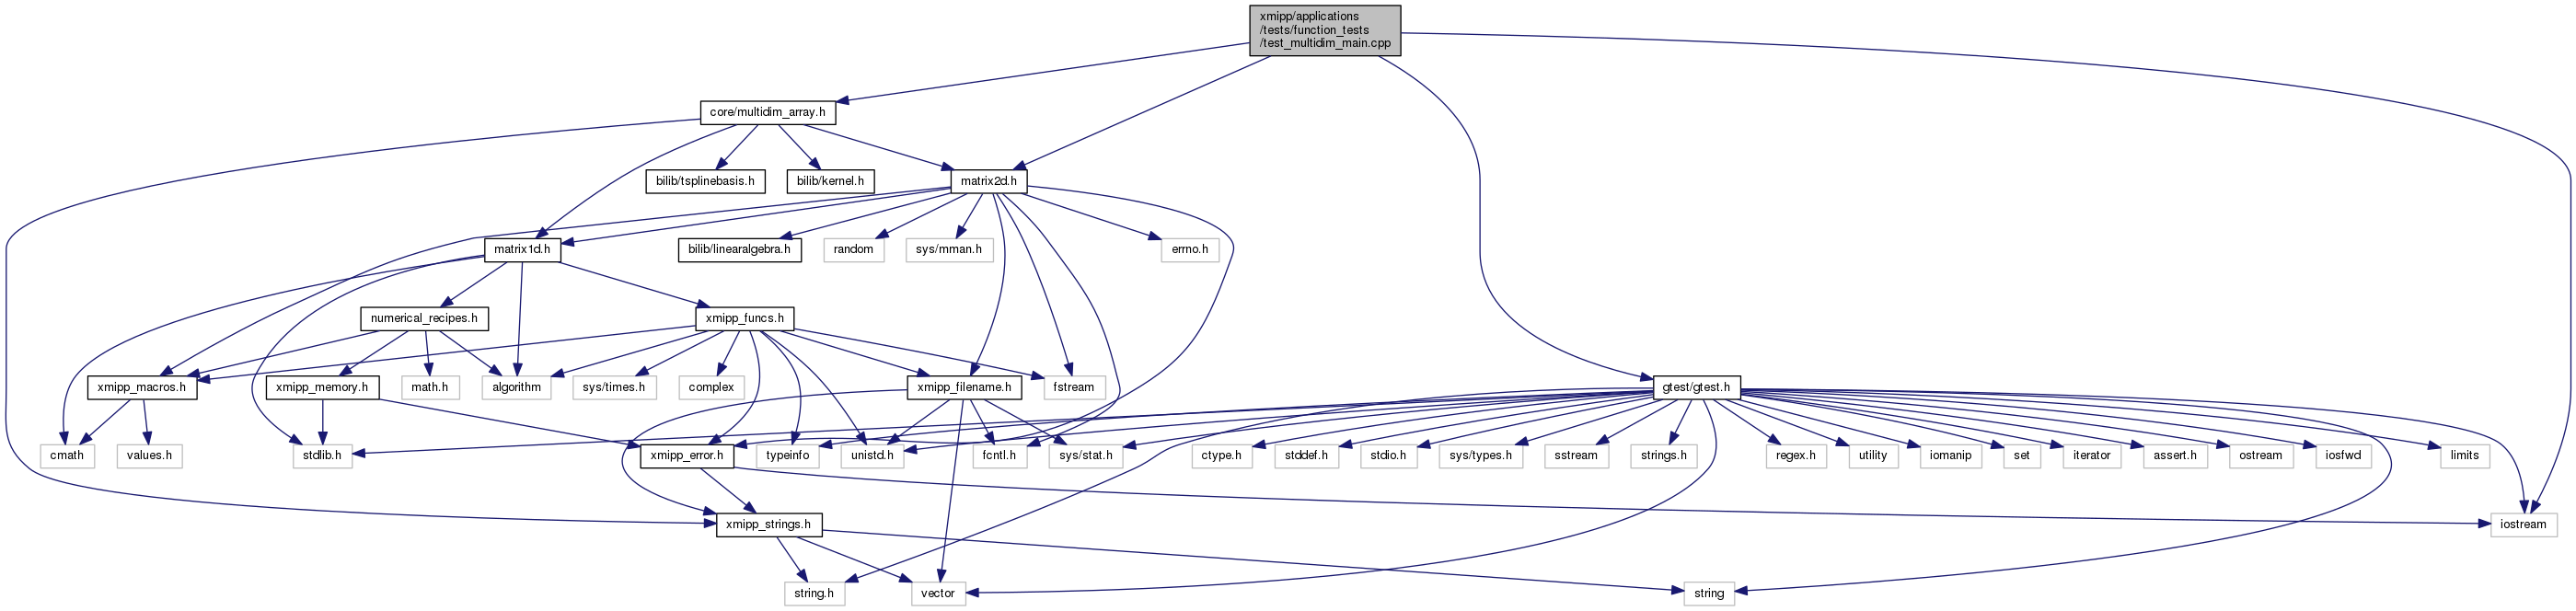 xmipp/applications
/tests/function_tests
/test_multidim_main.cpp
core/multidim_array.h
bilib/tsplinebasis.h
bilib/kernel.h
matrix2d.h
matrix1d.h
bilib/linearalgebra.h
random
sys/mman.h
errno.h
numerical_recipes.h
xmipp_funcs.h
xmipp_macros.h
xmipp_memory.h
math.h
algorithm
sys/times.h
complex
xmipp_filename.h
fstream
gtest/gtest.h
cmath
values.h
stdlib.h
xmipp_error.h
typeinfo
unistd.h
fcntl.h
sys/stat.h
ctype.h
stddef.h
stdio.h
sys/types.h
sstream
strings.h
regex.h
utility
iomanip
set
iterator
assert.h
ostream
iosfwd
limits
xmipp_strings.h
iostream
string.h
vector
string